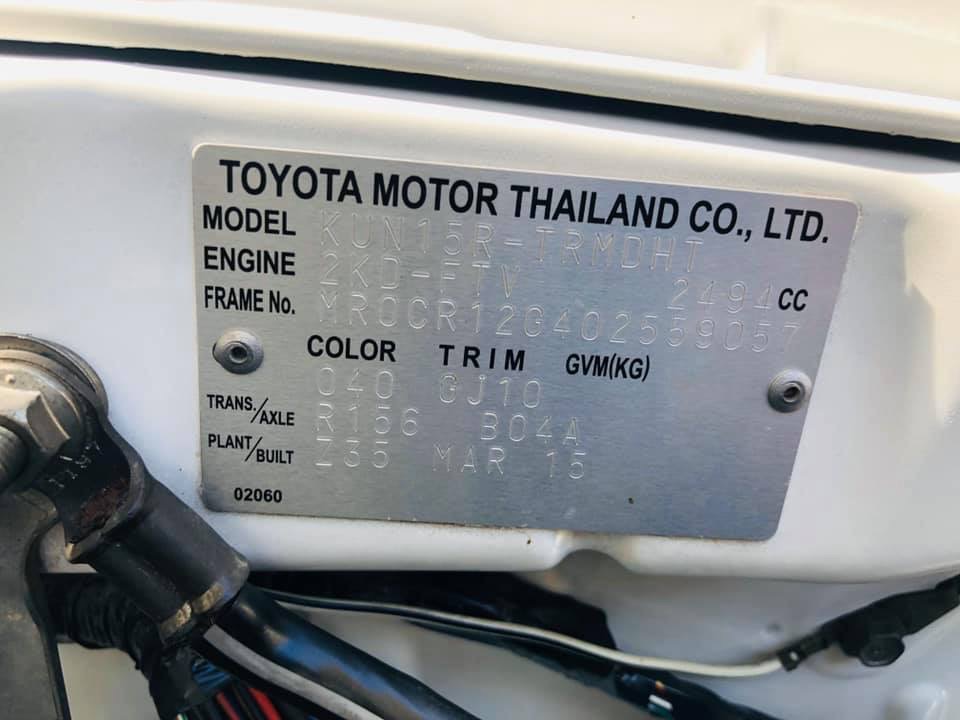 TOYOTA MOTOR THAILAND CO., LTD.
MODEL KUN15R-TRMDHT
ENGINE 2KD-FTV 2494 CC
FRAME No. MR0CR12G402559057
COLOR TRIM GVM(KG)
040 GJ10
TRANS./AXLE R156 B04A
PLANT/BUILT Z35 MAR 15
02060